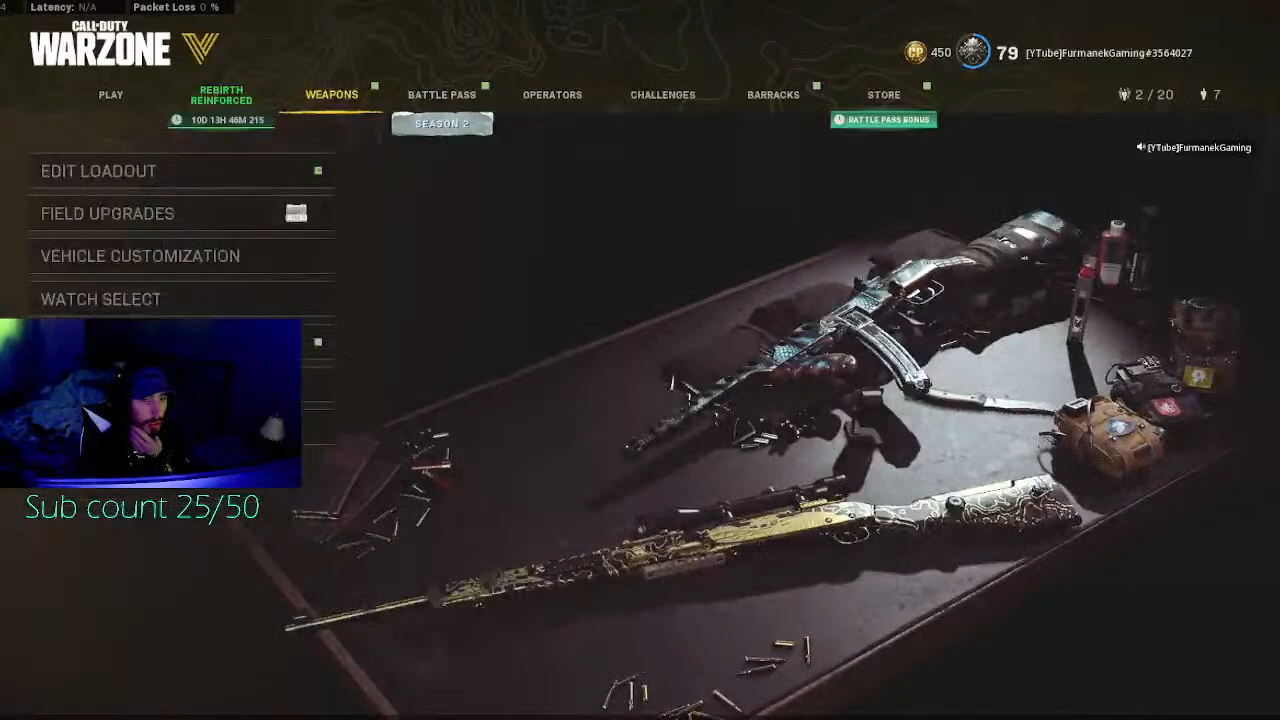 4 Latency: N/A Packet Loss 0 %
CALL OF DUTY
WARZONE
450 79 [YTube]FurmanekGaming#3564027
PLAY
REBIRTH
REINFORCED
WEAPONS
BATTLE PASS
OPERATORS
CHALLENGES
BARRACKS
STORE
2 / 20 7
10D 13H 46M 21S
SEASON 2
BATTLE PASS BONUS
[YTube]FurmanekGaming
EDIT LOADOUT
FIELD UPGRADES
VEHICLE CUSTOMIZATION
WATCH SELECT
Sub count 25/50